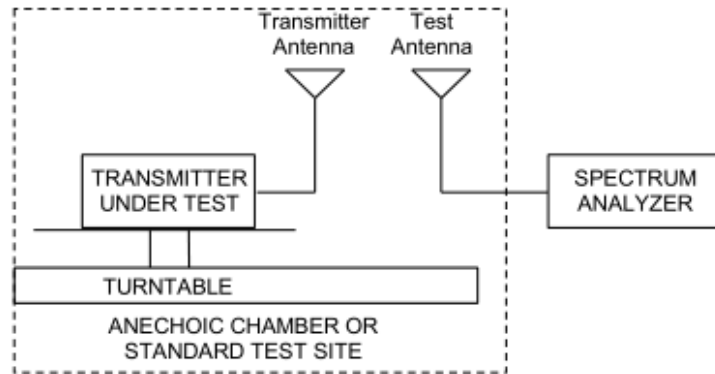 Transmitter
Antenna
Test
Antenna
TRANSMITTER
UNDER TEST
SPECTRUM
ANALYZER
TURNTABLE
ANECHOIC CHAMBER OR
STANDARD TEST SITE